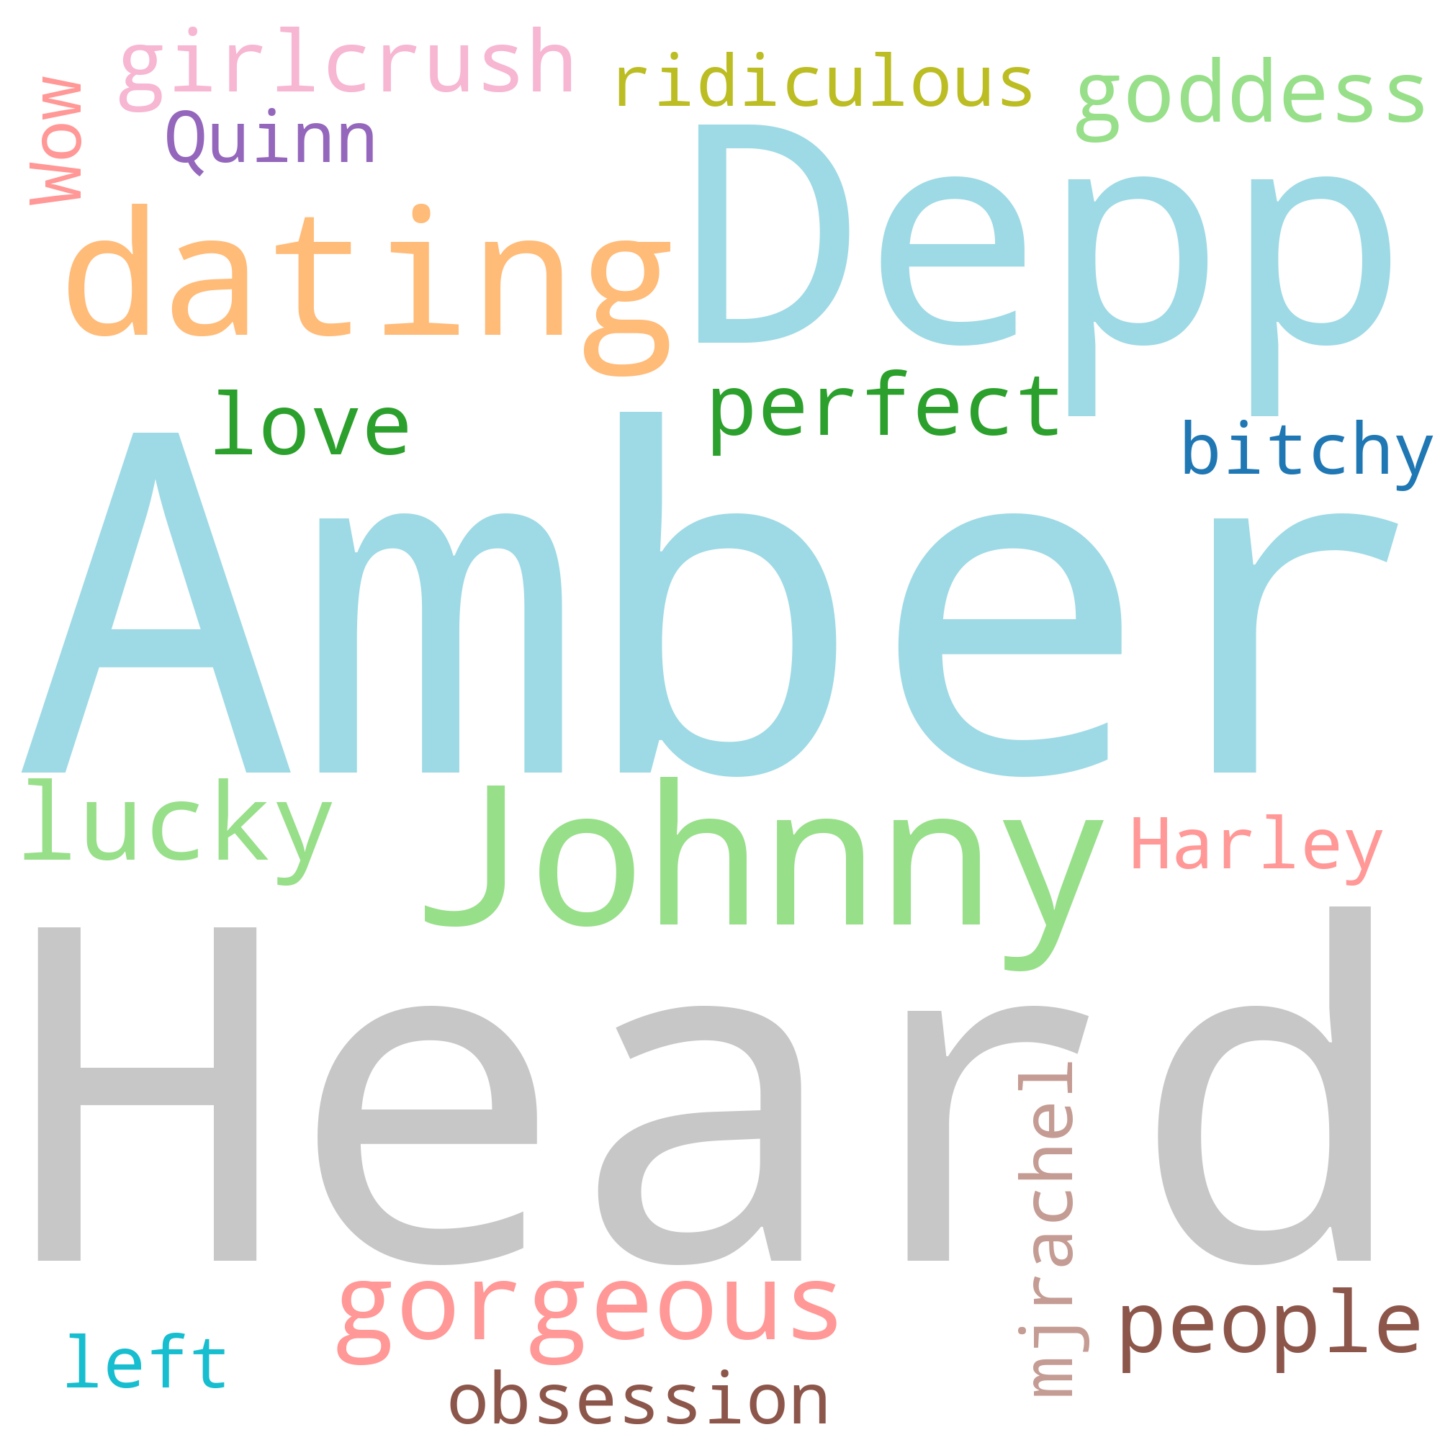 girlcrush
ridiculous
goddess
Wow
Quinn
dating
Depp
love
perfect
bitchy
Amber
lucky
Johnny
Harley
Heard
mjrachel
gorgeous
people
left
obsession